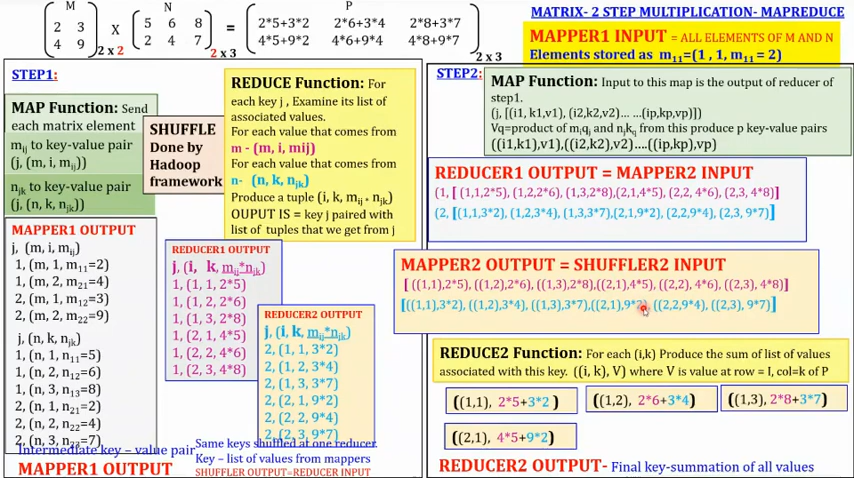 M
N
P
2 3
4 9
2 x 2
X
5 6 8
2 4 7
2 x 3
=
2*5+3*2 2*6+3*4 2*8+3*7
4*5+9*2 4*6+9*4 4*8+9*7
2 x 3
MATRIX- 2 STEP MULTIPLICATION- MAPREDUCE
MAPPER1 INPUT = ALL ELEMENTS OF M AND N
Elements stored as m11=(1 , 1, m11 = 2)
STEP1:
MAP Function: Send
each matrix element
mij to key-value pair
(j, (m, i, mij))
njk to key-value pair
(j, (n, k, njk))
SHUFFLE
Done by
Hadoop
framework
REDUCE Function: For
each key j , Examine its list of
associated values.
For each value that comes from
m - (m, i, mij)
For each value that comes from
n- (n, k, njk)
Produce a tuple (i, k, mij * njk)
OUPUT IS = key j paired with
list of tuples that we get from j
MAPPER1 OUTPUT
j, (m, i, mij)
1, (m, 1, m11=2)
1, (m, 2, m21=4)
2, (m, 1, m12=3)
2, (m, 2, m22=9)
j, (n, k, njk)
1, (n, 1, n11=5)
1, (n, 2, n12=6)
1, (n, 3, n13=8)
2, (n, 1, n21=2)
2, (n, 2, n22=4)
2, (n, 3, n23=7)
Intermediate key – value pair
MAPPER1 OUTPUT
REDUCER1 OUTPUT
j, (i, k, mij*njk)
1, (1, 1, 2*5)
1, (1, 2, 2*6)
1, (1, 3, 2*8)
1, (2, 1, 4*5)
1, (2, 2, 4*6)
1, (2, 3, 4*8)
REDUCER2 OUTPUT
j, (i, k, mij*njk)
2, (1, 1, 3*2)
2, (1, 2, 3*4)
2, (1, 3, 3*7)
2, (2, 1, 9*2)
2, (2, 2, 9*4)
2, (2, 3, 9*7)
Same keys shuffled at one reducer.
Key – list of values from mappers
SHUFFLER OUTPUT=REDUCER INPUT
STEP2:
MAP Function: Input to this map is the output of reducer of
step1.
(j, [(i1, k1,v1), (i2,k2,v2)... ...(ip,kp,vp)])
Vq=product of miqj and njkq from this produce p key-value pairs
((i1,k1),v1),((i2,k2),v2)....((ip,kp),vp)
REDUCER1 OUTPUT = MAPPER2 INPUT
(1, [ (1,1,2*5), (1,2,2*6), (1,3,2*8),(2,1,4*5), (2,2, 4*6), (2,3, 4*8)]
(2, [(1,1,3*2), (1,2,3*4), (1,3,3*7),(2,1,9*2), (2,2,9*4), (2,3, 9*7)]
MAPPER2 OUTPUT = SHUFFLER2 INPUT
[ ((1,1),2*5), ((1,2),2*6), ((1,3),2*8),((2,1),4*5), ((2,2), 4*6), ((2,3), 4*8)]
[((1,1),3*2), ((1,2),3*4), ((1,3),3*7),((2,1),9*2), ((2,2,9*4), ((2,3), 9*7)]
REDUCE2 Function: For each (i,k) Produce the sum of list of values
associated with this key. ((i, k), V) where V is value at row = I, col=k of P
((1,1), 2*5+3*2 )
((1,2), 2*6+3*4)
((1,3), 2*8+3*7)
((2,1), 4*5+9*2)
REDUCER2 OUTPUT- Final key-summation of all values